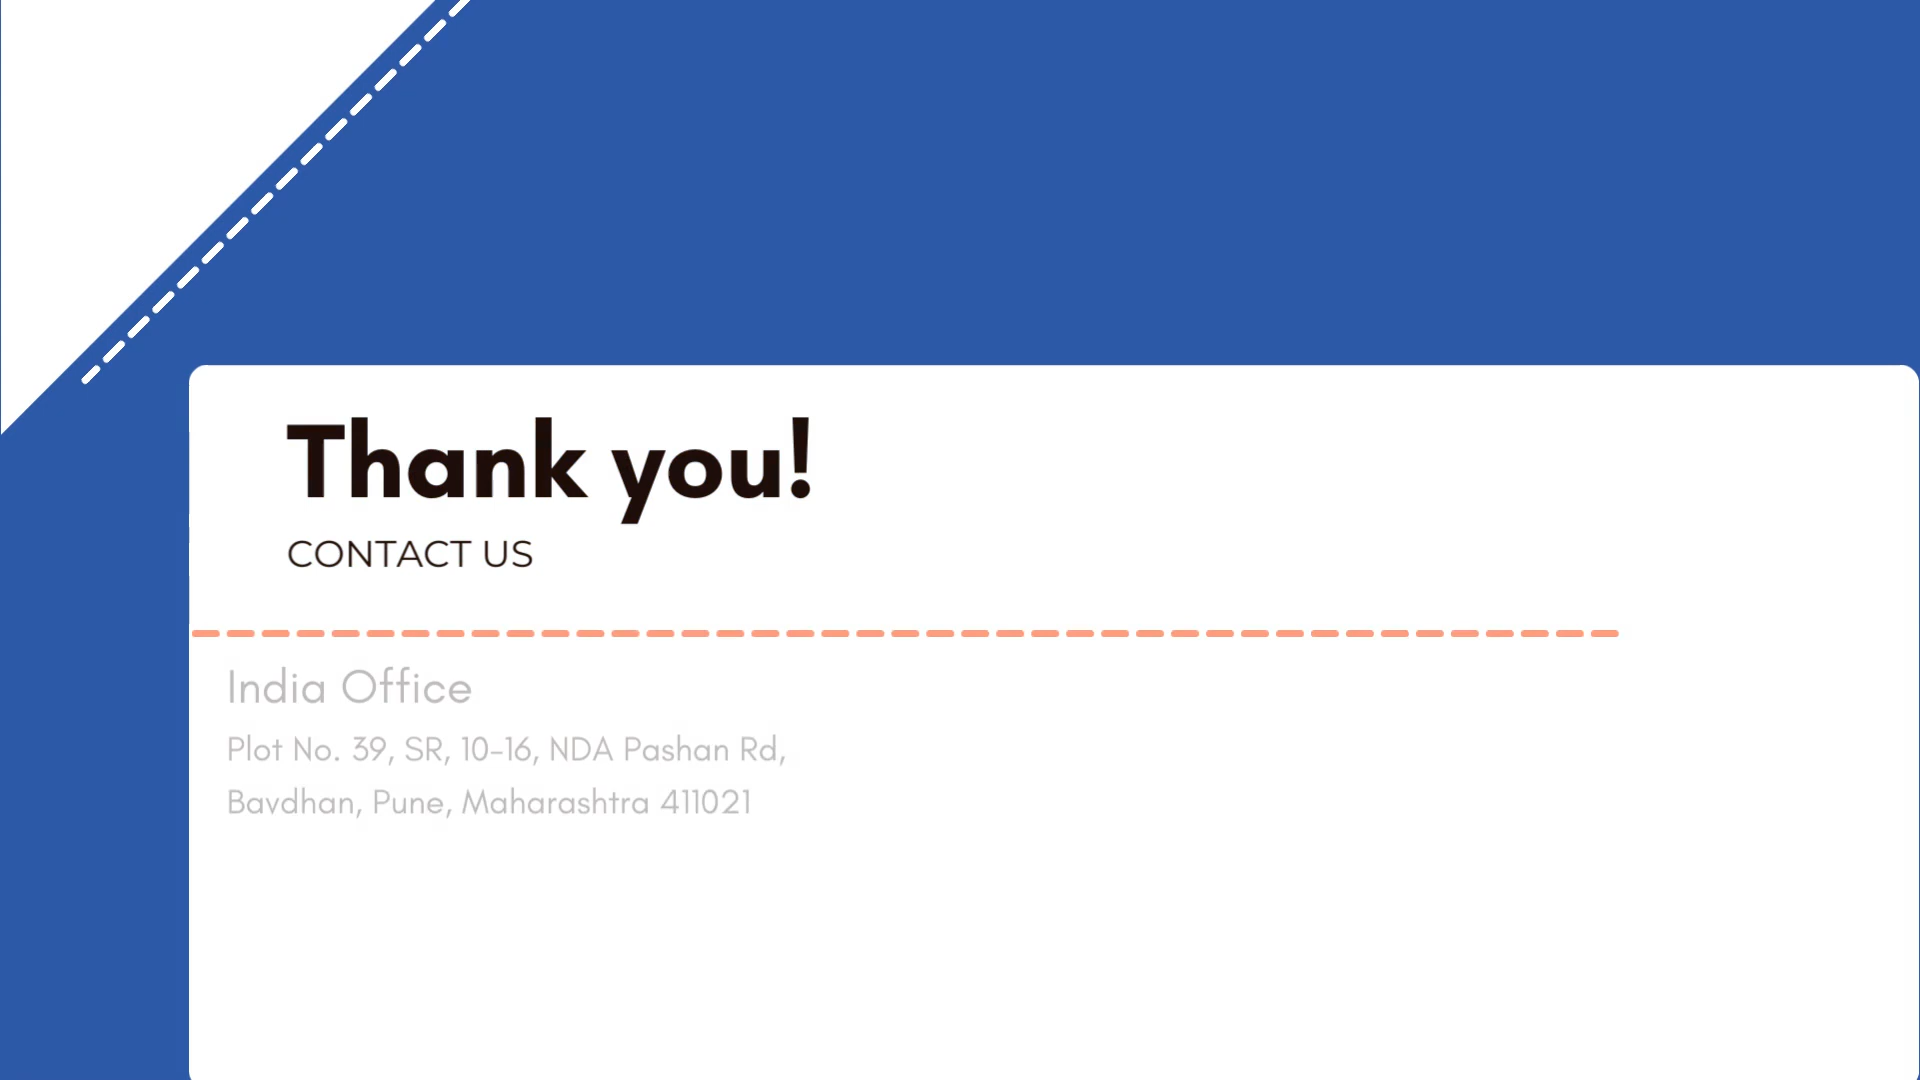 Thank you!
CONTACT US
India Office
Plot No. 39, SR, 10-16, NDA Pashan Rd,
Bavdhan, Pune, Maharashtra 411021